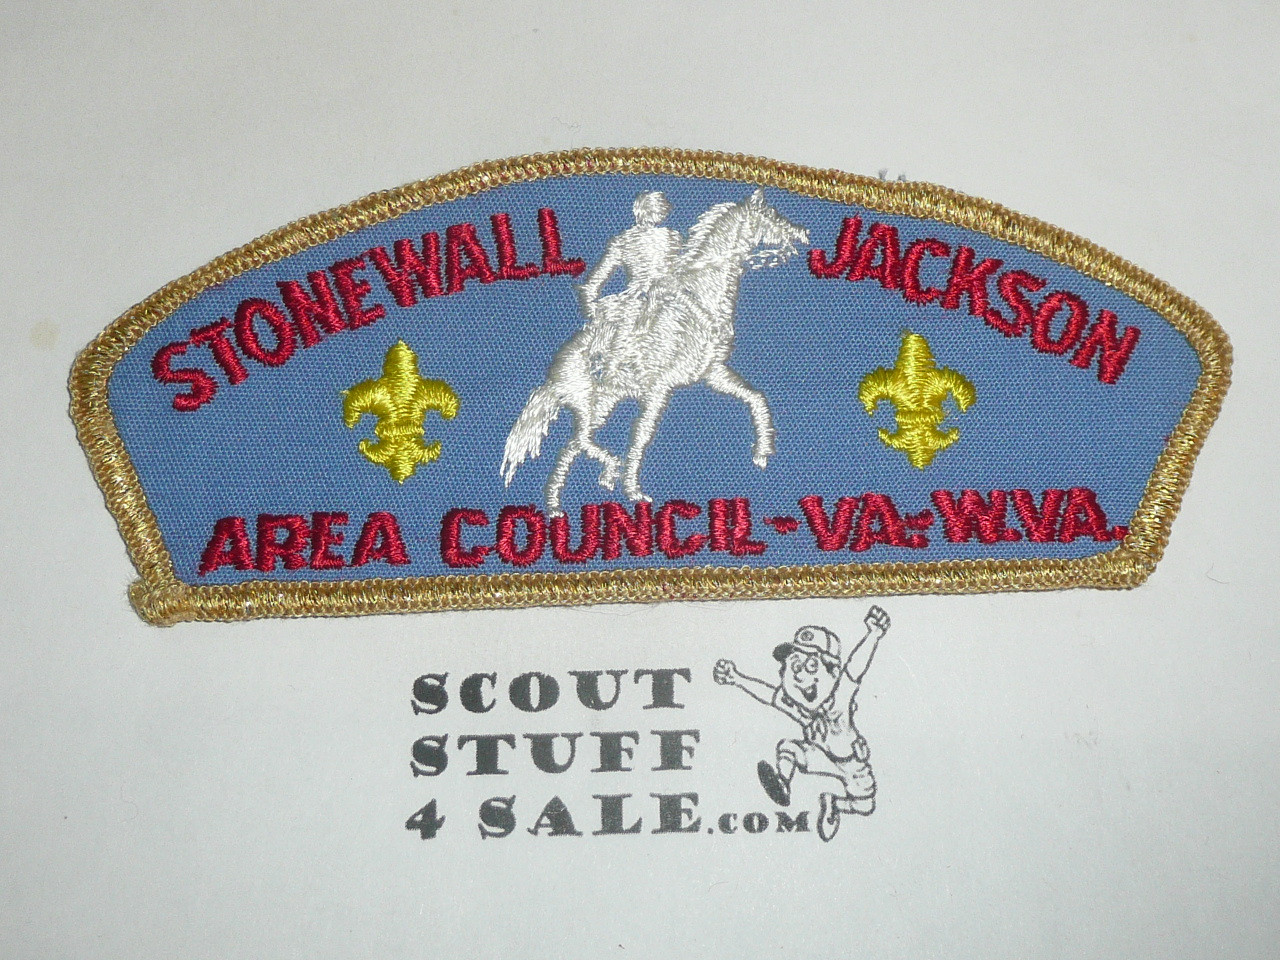 STONEWALL JACKSON
AREA COUNCIL-VA.-W.VA.
SCOUT
STUFF
4 SALE.COM